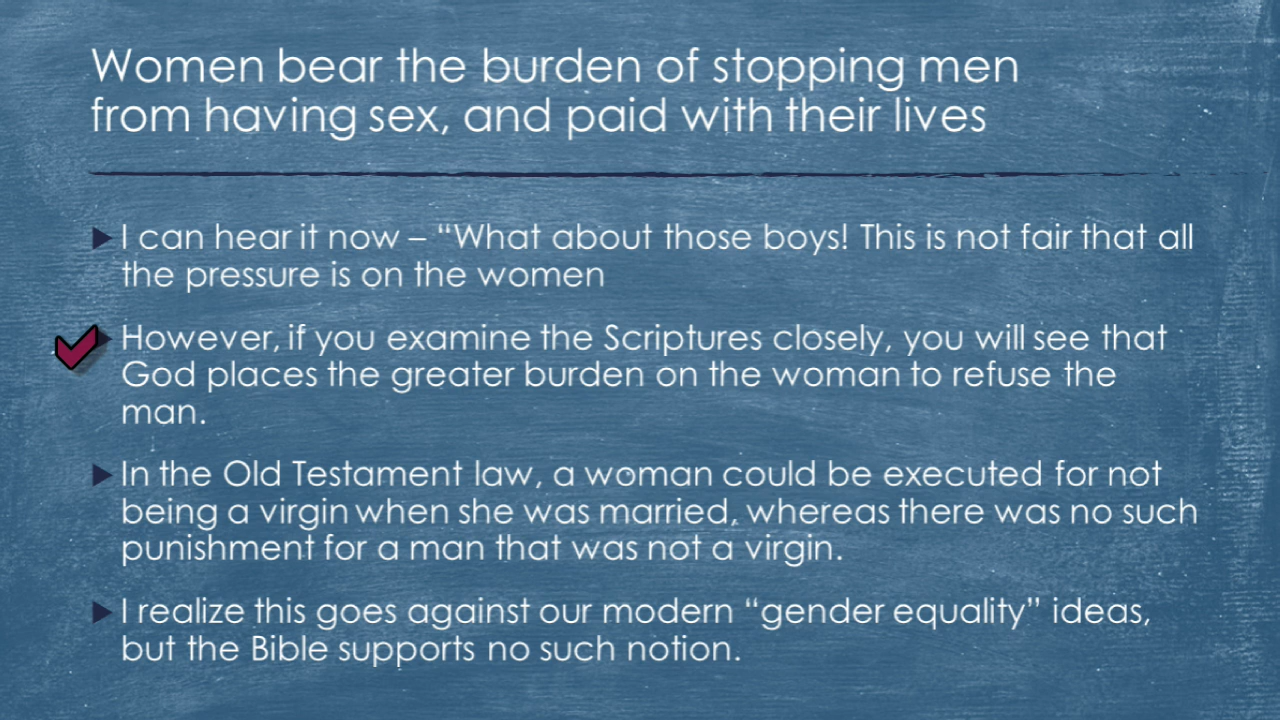 Women bear the burden of stopping men
from having sex, and paid with their lives
I can hear it now – “What about those boys! This is not fair that all
the pressure is on the women
However, if you examine the Scriptures closely, you will see that
God places the greater burden on the woman to refuse the
man.
In the Old Testament law, a woman could be executed for not
being a virgin when she was married, whereas there was no such
punishment for a man that was not a virgin.
I realize this goes against our modern “gender equality” ideas,
but the Bible supports no such notion.